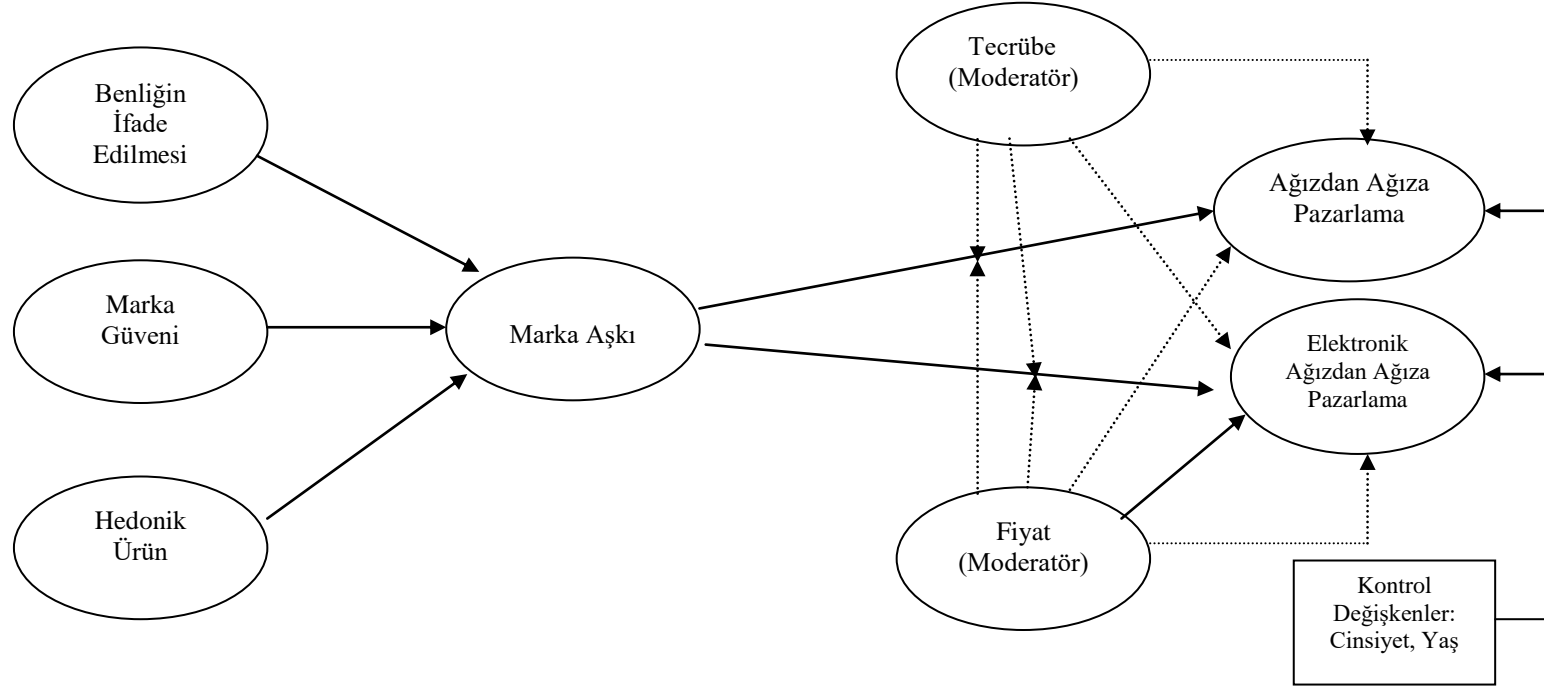 Benliğin
İfade
Edilmesi
Marka
Güveni
Hedonik
Ürün
Marka Aşkı
Tecrübe
(Moderatör)
Fiyat
(Moderatör)
Ağızdan Ağıza
Pazarlama
Elektronik
Ağızdan Ağıza
Pazarlama
Kontrol
Değişkenler:
Cinsiyet, Yaş